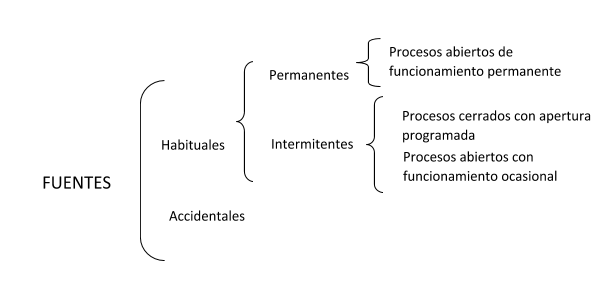 FUENTES
Habituales
Permanentes
Procesos abiertos de
funcionamiento permanente
Intermitentes
Procesos cerrados con apertura
programada
Procesos abiertos con
funcionamiento ocasional
Accidentales